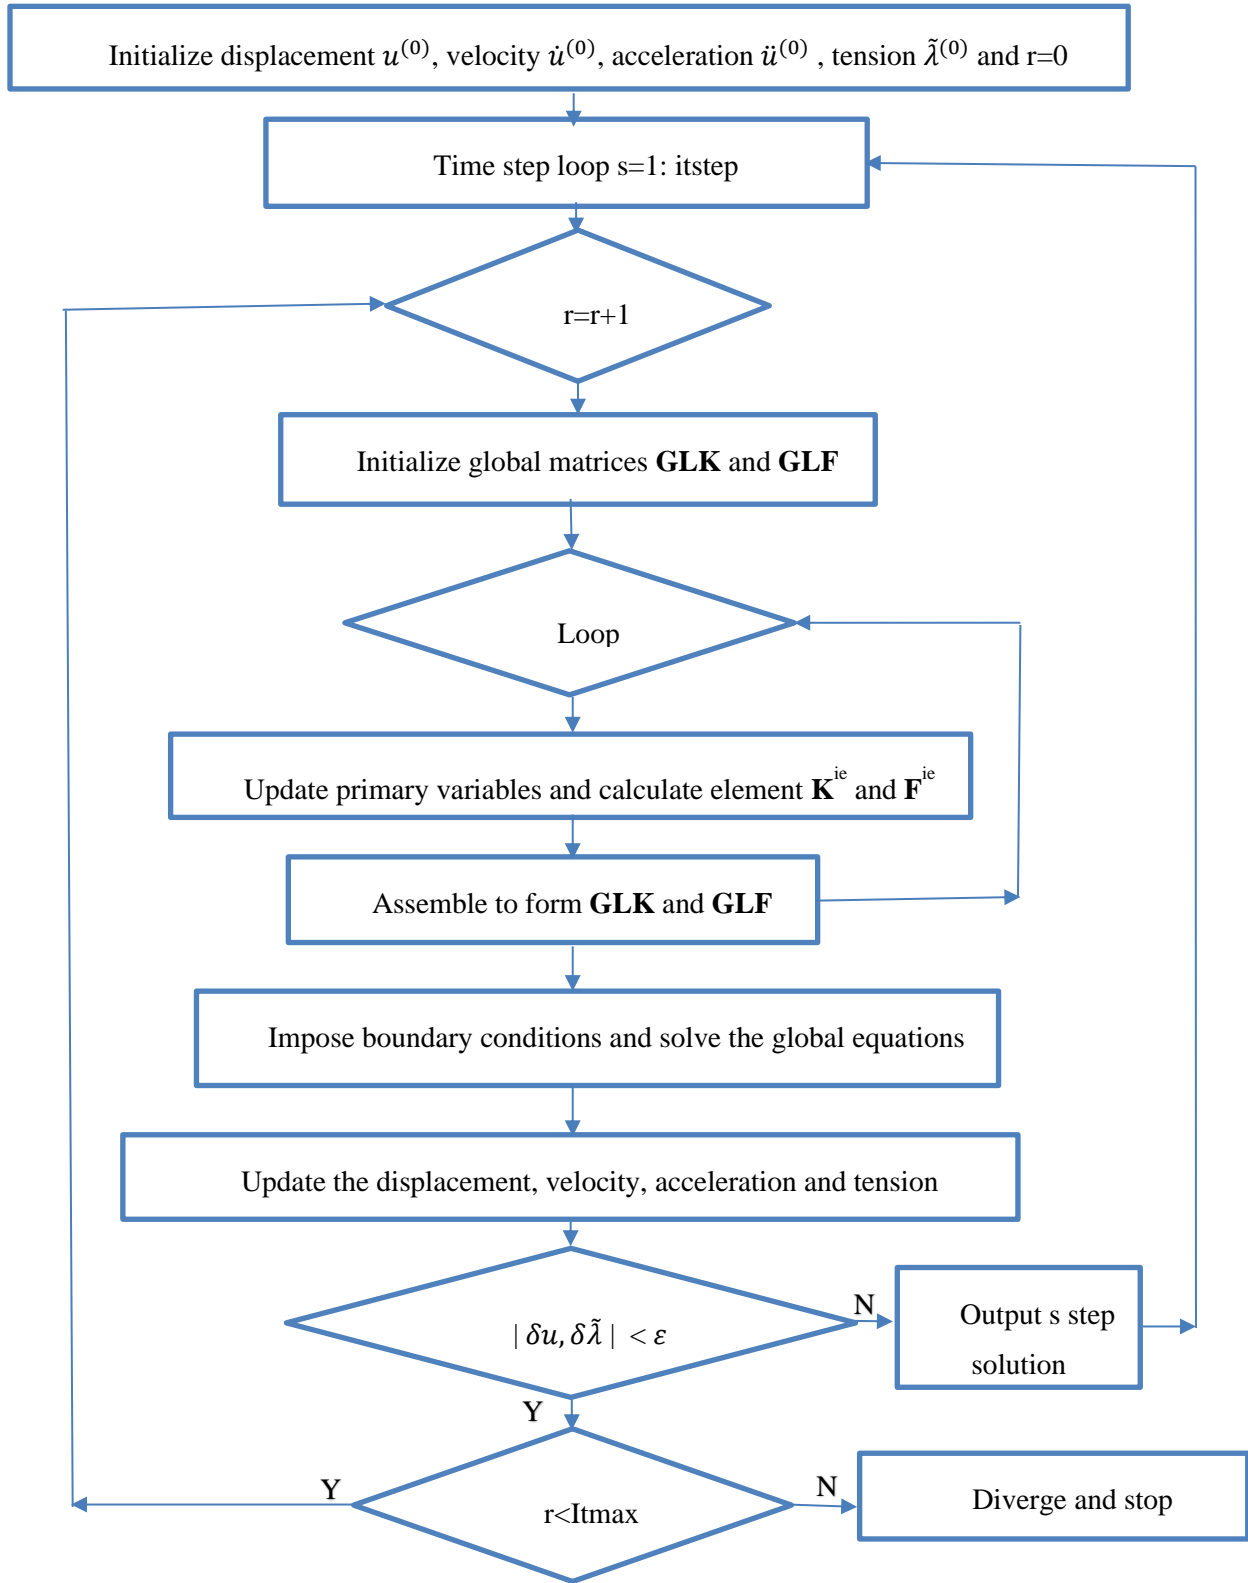 Initialize displacement 𝑢⁽⁰⁾, velocity 𝑢̇⁽⁰⁾, acceleration 𝑢̈⁽⁰⁾ , tension 𝜆̃⁽⁰⁾ and r=0
Time step loop s=1: itstep
r=r+1
Initialize global matrices GLK and GLF
Loop
Update primary variables and calculate element Kⁱᵉ and Fⁱᵉ
Assemble to form GLK and GLF
Impose boundary conditions and solve the global equations
Update the displacement, velocity, acceleration and tension
| 𝛿𝑢, 𝛿𝜆̃ | < 𝜀
N
Output s step
solution
Y
r<Itmax
Y
N
Diverge and stop